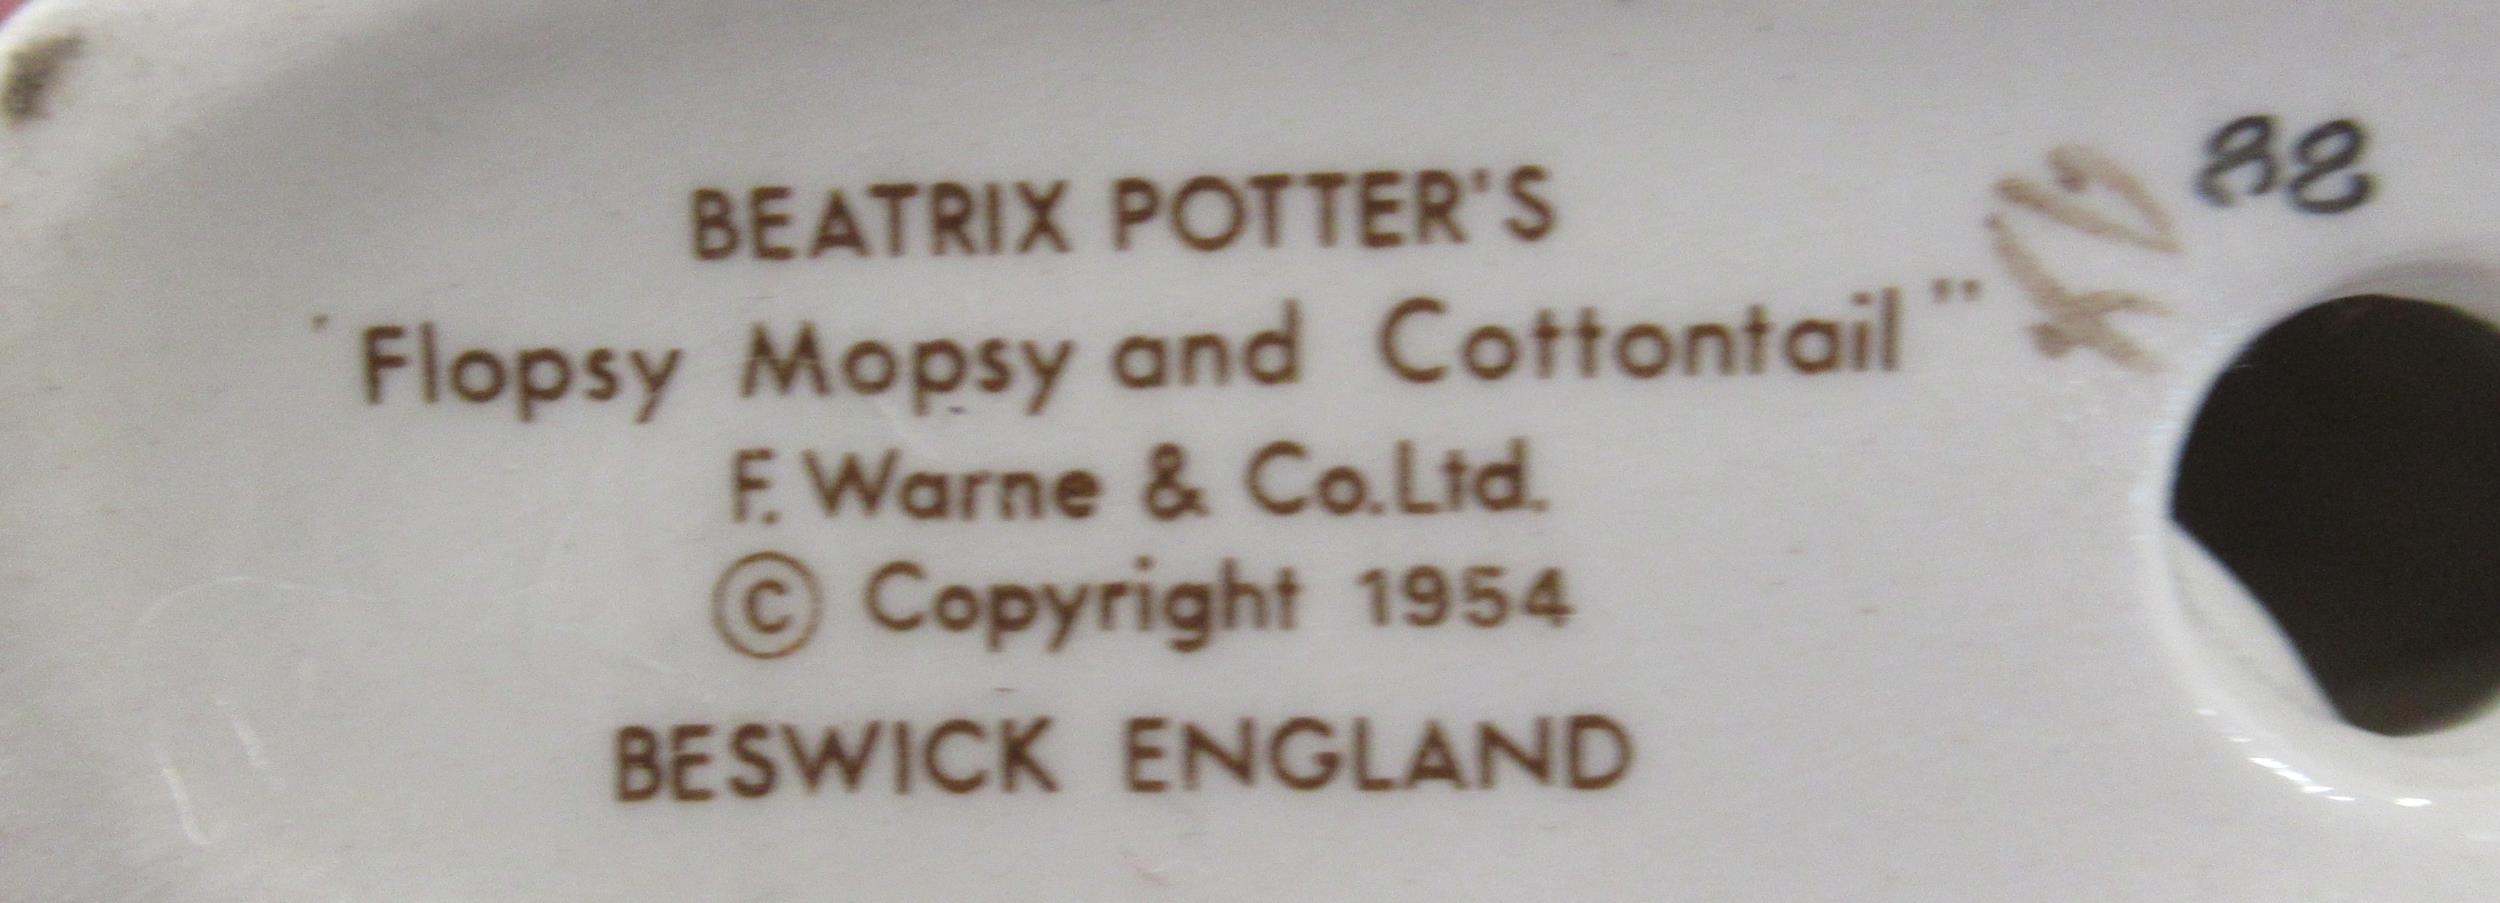 BEATRIX POTTER'S
'Flopsy Mopsy and Cottontail"
F. Warne & Co.Ltd.
© Copyright 1954
BESWICK ENGLAND